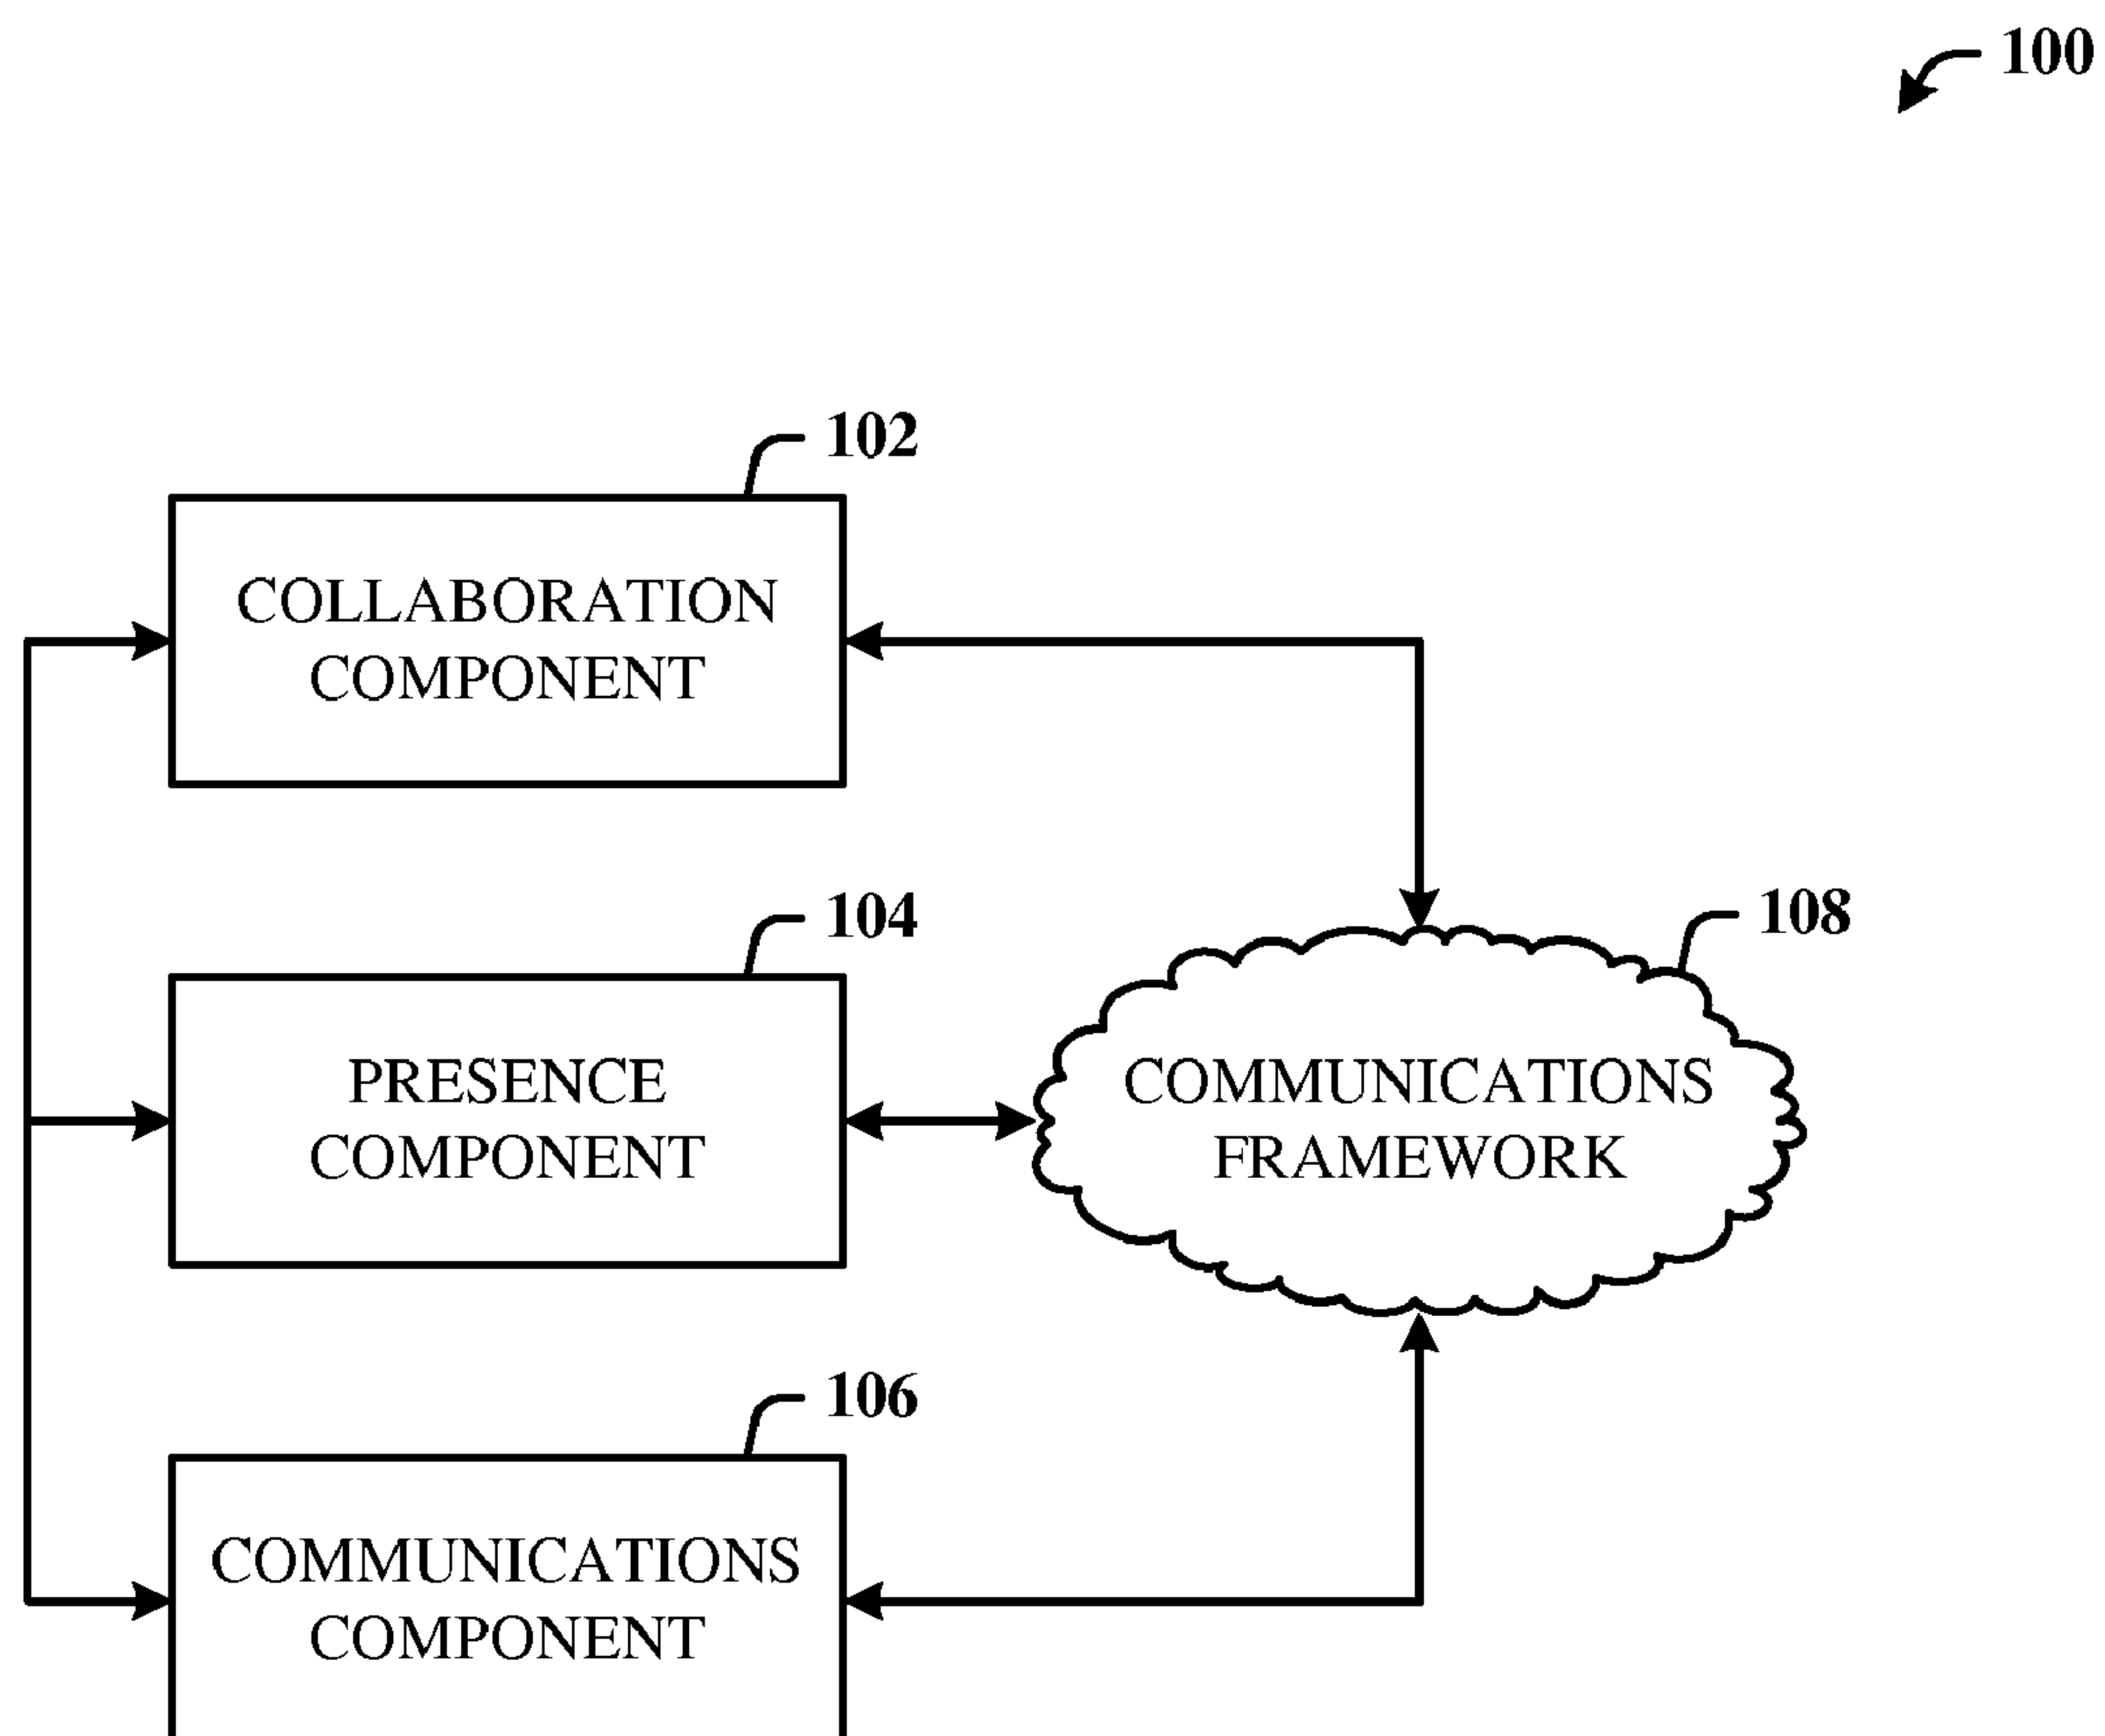 100
102
COLLABORATION
COMPONENT
104
PRESENCE
COMPONENT
108
COMMUNICATIONS
FRAMEWORK
106
COMMUNICATIONS
COMPONENT